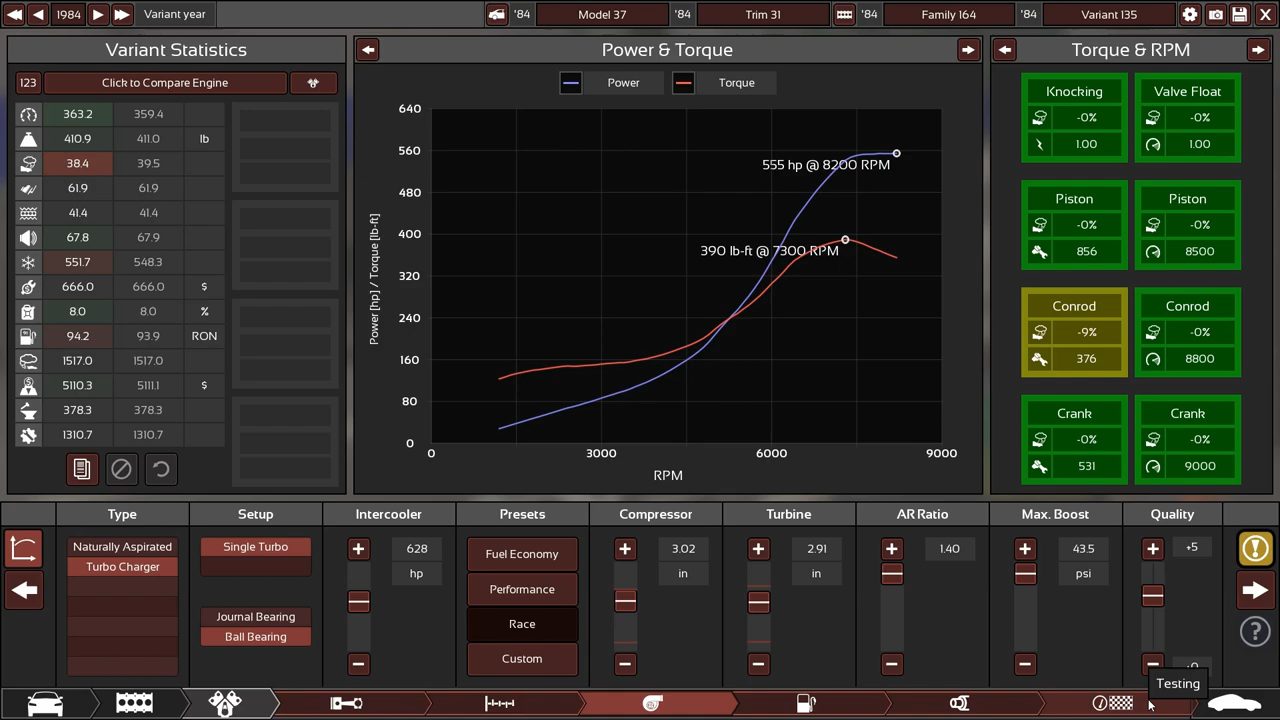 1984 Variant year '84 Model 37 '84 Trim 31 '84 Family 164 '84 Variant 135
Variant Statistics
123 Click to Compare Engine
363.2 359.4
410.9 411.0 lb
38.4 39.5
61.9 61.9
41.4 41.4
67.8 67.9
551.7 548.3
666.0 666.0 $
8.0 8.0 %
94.2 93.9 RON
1517.0 1517.0
5110.3 5111.1 $
378.3 378.3
1310.7 1310.7
Power & Torque
Power Torque
Power [hp] / Torque [lb-ft]
640
560
480
400
320
240
160
80
0
555 hp @ 8200 RPM
390 lb-ft @ 7300 RPM
0 3000 6000 9000
RPM
Torque & RPM
Knocking Valve Float
-0% -0%
1.00 1.00
Piston Piston
-0% -0%
856 8500
Conrod Conrod
-9% -0%
376 8800
Crank Crank
-0% -0%
531 9000
Type
Naturally Aspirated
Turbo Charger
Setup
Single Turbo
Journal Bearing
Ball Bearing
Intercooler
628
hp
Presets
Fuel Economy
Performance
Race
Custom
Compressor
3.02
in
Turbine
2.91
in
AR Ratio
1.40
Max. Boost
43.5
psi
Quality
+5
Testing